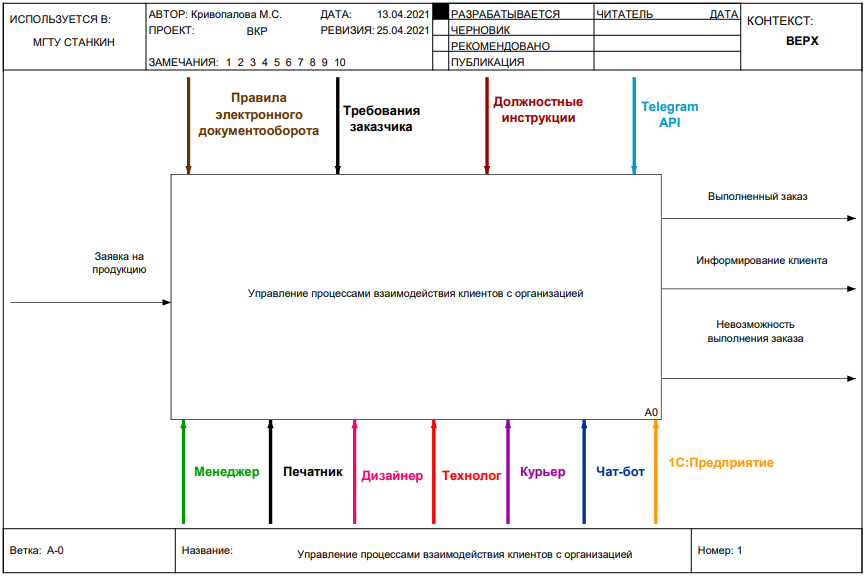 ИСПОЛЬЗУЕТСЯ В:
МГТУ СТАНКИН
АВТОР: Кривопалова М.С.
ДАТА: 13.04.2021
ПРОЕКТ: ВКР
РЕВИЗИЯ: 25.04.2021
ЗАМЕЧАНИЯ: 1 2 3 4 5 6 7 8 9 10
РАЗРАБАТЫВАЕТСЯ
ЧЕРНОВИК
РЕКОМЕНДОВАНО
ПУБЛИКАЦИЯ
ЧИТАТЕЛЬ
ДАТА
КОНТЕКСТ:
ВЕРХ
Правила
электронного
документооборота
Требования
заказчика
Должностные
инструкции
Telegram
API
Заявка на
продукцию
Управление процессами взаимодействия клиентов с организацией
A0
Выполненный заказ
Информирование клиента
Невозможность
выполнения заказа
Менеджер
Печатник
Дизайнер
Технолог
Курьер
Чат-бот
1С:Предприятие
Ветка: A-0
Название:
Управление процессами взаимодействия клиентов с организацией
Номер: 1